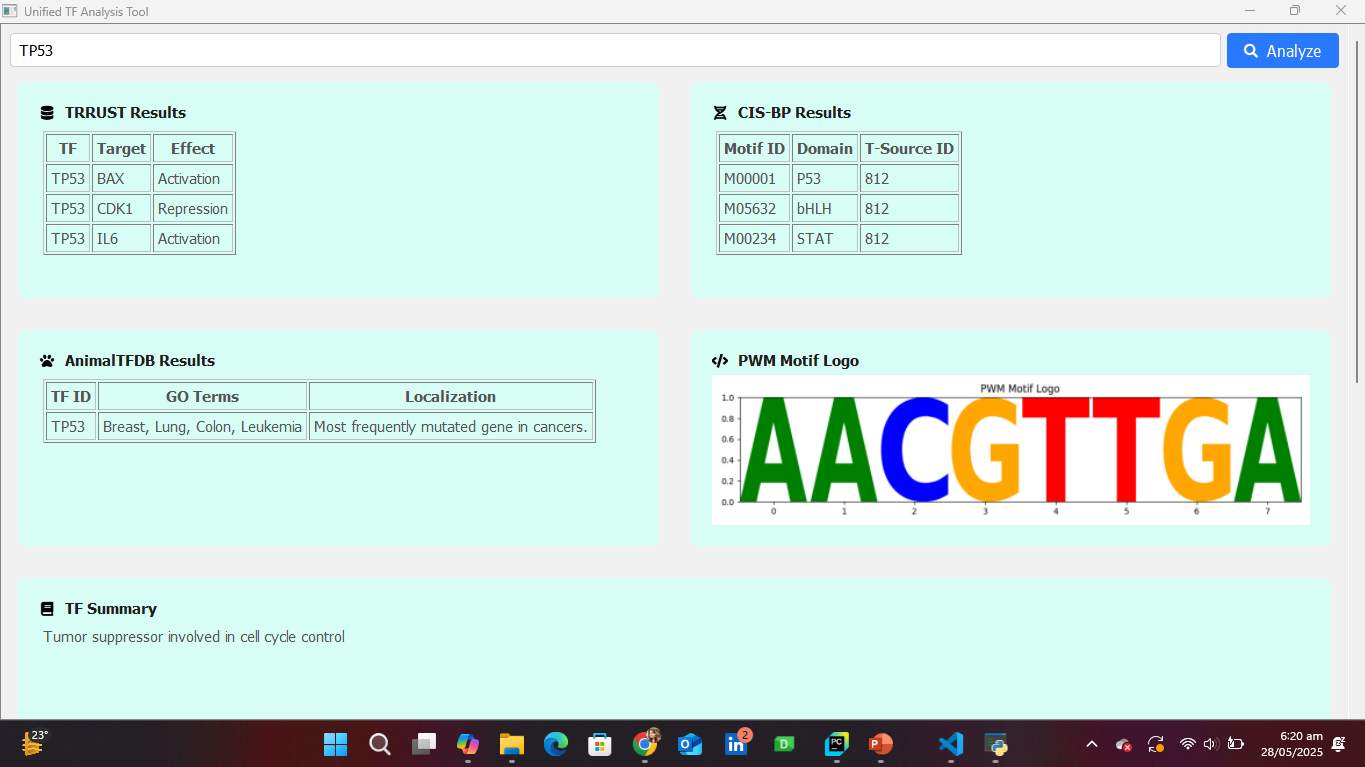 Unified TF Analysis Tool
TP53
Analyze
TRRUST Results
TF Target Effect
TP53 BAX Activation
TP53 CDK1 Repression
TP53 IL6 Activation
CIS-BP Results
Motif ID Domain T-Source ID
M00001 P53 812
M05632 bHLH 812
M00234 STAT 812
AnimalTFDB Results
TF ID GO Terms Localization
TP53 Breast, Lung, Colon, Leukemia Most frequently mutated gene in cancers.
PWM Motif Logo
PWM Motif Logo
1.0
0.8
0.6
0.4
0.2
0.0
AACGTTGA
0 1 2 3 4 5 6 7
TF Summary
Tumor suppressor involved in cell cycle control
23°
2
6:20 am
28/05/2025